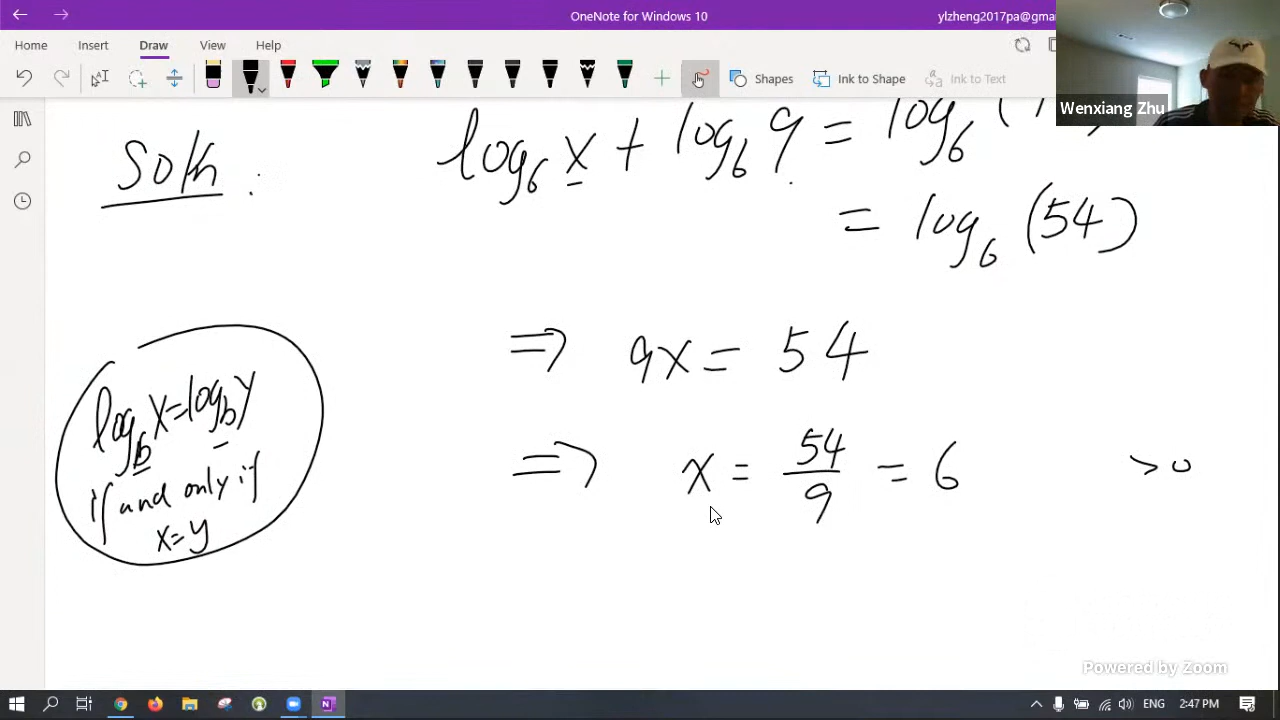 OneNote for Windows 10
ylzheng2017pa@gma
Home Insert Draw View Help
Shapes Ink to Shape Ink to Text
Wenxiang Zhu
Soln:
log₆ x + log₆ 9 = log₆ (
= log₆ (54)
⇒ 9x = 54
⇒ x = 54/9 = 6 >0
log_b x = log_b y
if and only if
x = y
Powered by Zoom
ENG 2:47 PM